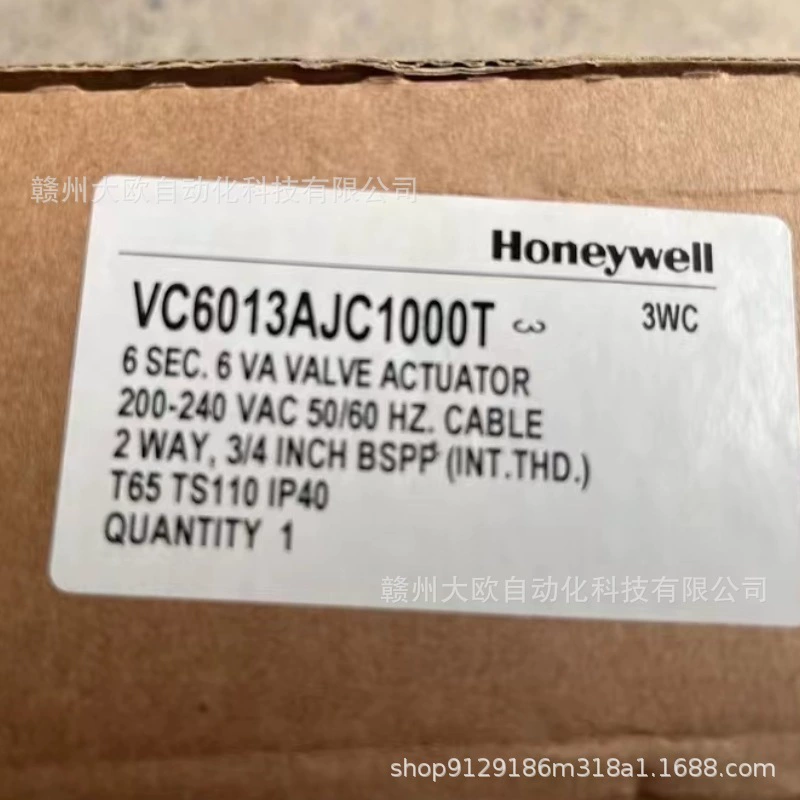 赣州大欧自动化科技有限公司
Honeywell
VC6013AJC1000T ω 3WC
6 SEC. 6 VA VALVE ACTUATOR
200-240 VAC 50/60 HZ. CABLE
2 WAY, 3/4 INCH BSPP (INT.THD.)
T65 TS110 IP40
QUANTITY 1
赣州大欧自动化科技有限公司
shop9129186m318a1.1688.com